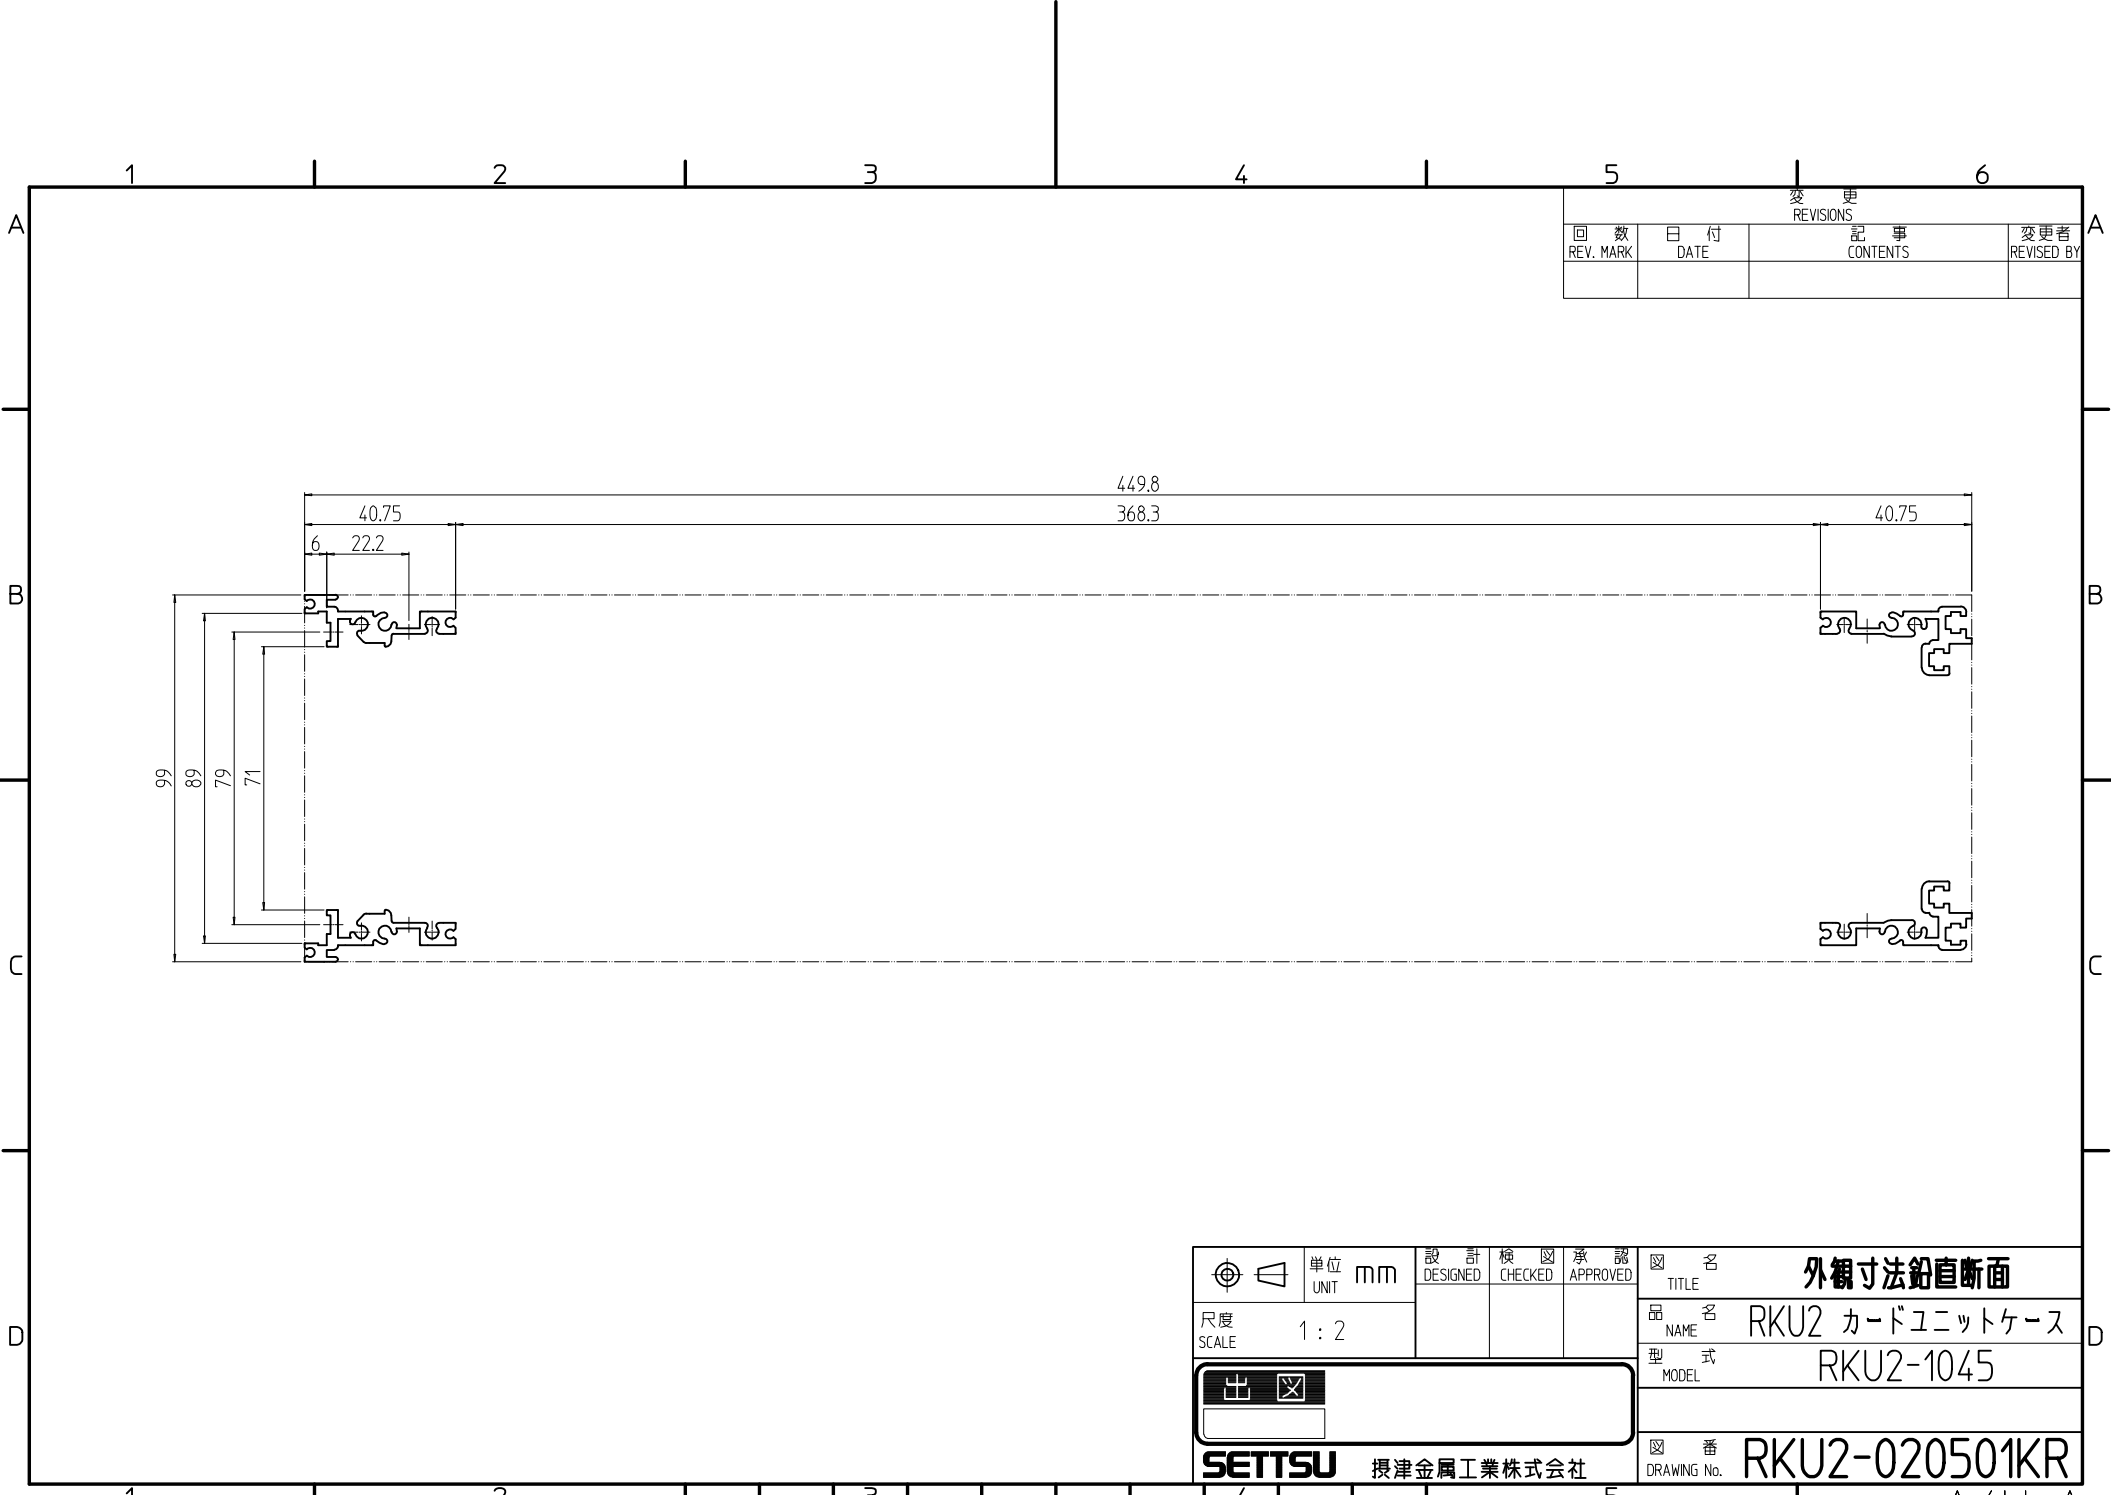 1 2 3 4 5 6
A A
変 更
REVISIONS
回 数 日 付 記 事 変更者
REV. MARK DATE CONTENTS REVISED BY
449.8
40.75 368.3 40.75
6 22.2
B B
99 89 79 71
C C
D D
単位 mm
UNIT
尺度 1 : 2
SCALE
設 計 検 図 承 認
DESIGNED CHECKED APPROVED
図 名 外観寸法鉛直断面
TITLE
品 名 RKU2 カードユニットケース
NAME
型 式 RKU2-1045
MODEL
出 図
SETTSU 摂津金属工業株式会社
図 番 RKU2-020501KR
DRAWING No.